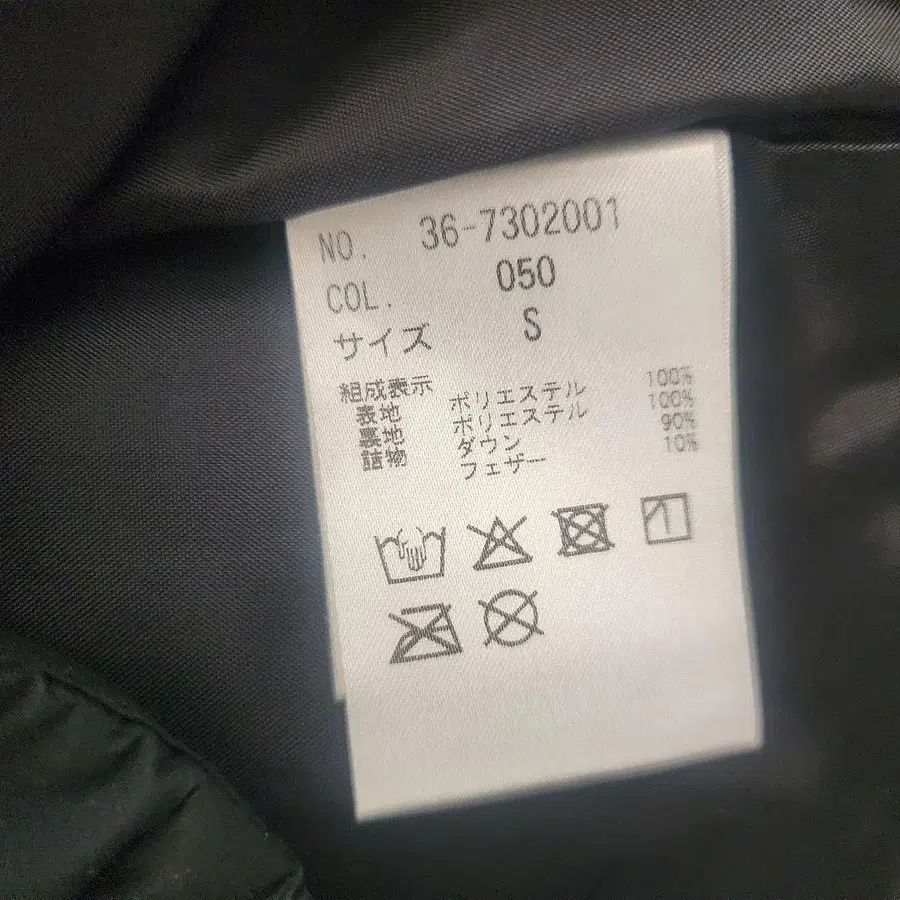 NO. 36-7302001
COL. 050
サイズ S
組成表示
表地 ポリエステル 100%
裏地 ポリエステル 100%
詰物 ダウン 90%
フェザー 10%